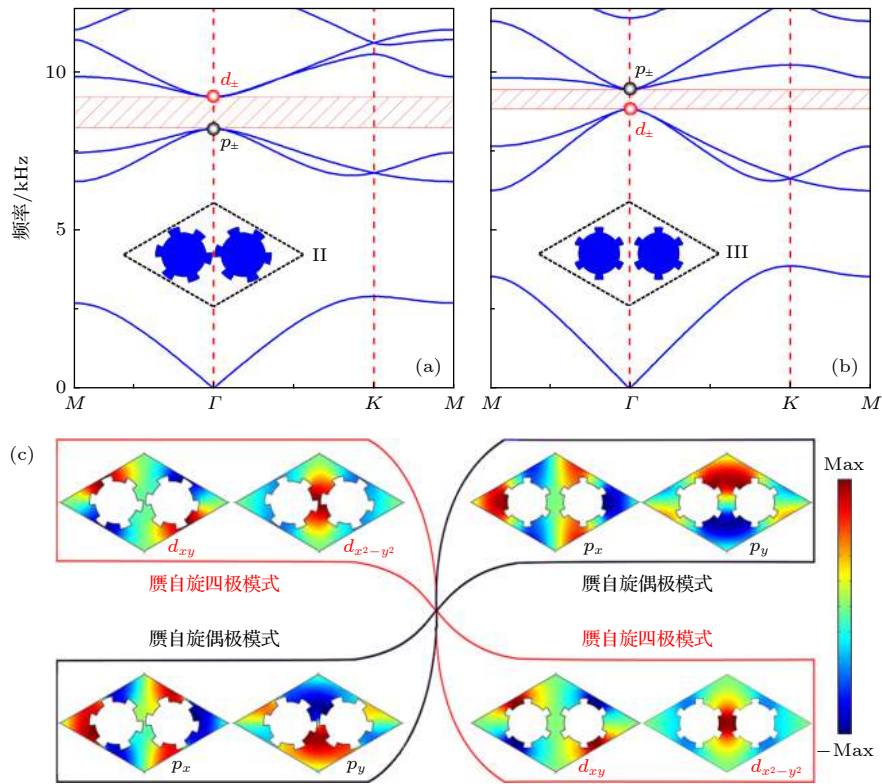 10
5
0
频率/kHz
d±
p±
II
(a)
M
Γ
K
M
p±
d±
III
(b)
M
Γ
K
M
(c)
dxy
dx²−y²
赝自旋四极模式
px
py
赝自旋偶极模式
Max
−Max
赝自旋偶极模式
px
py
赝自旋四极模式
dxy
dx²−y²